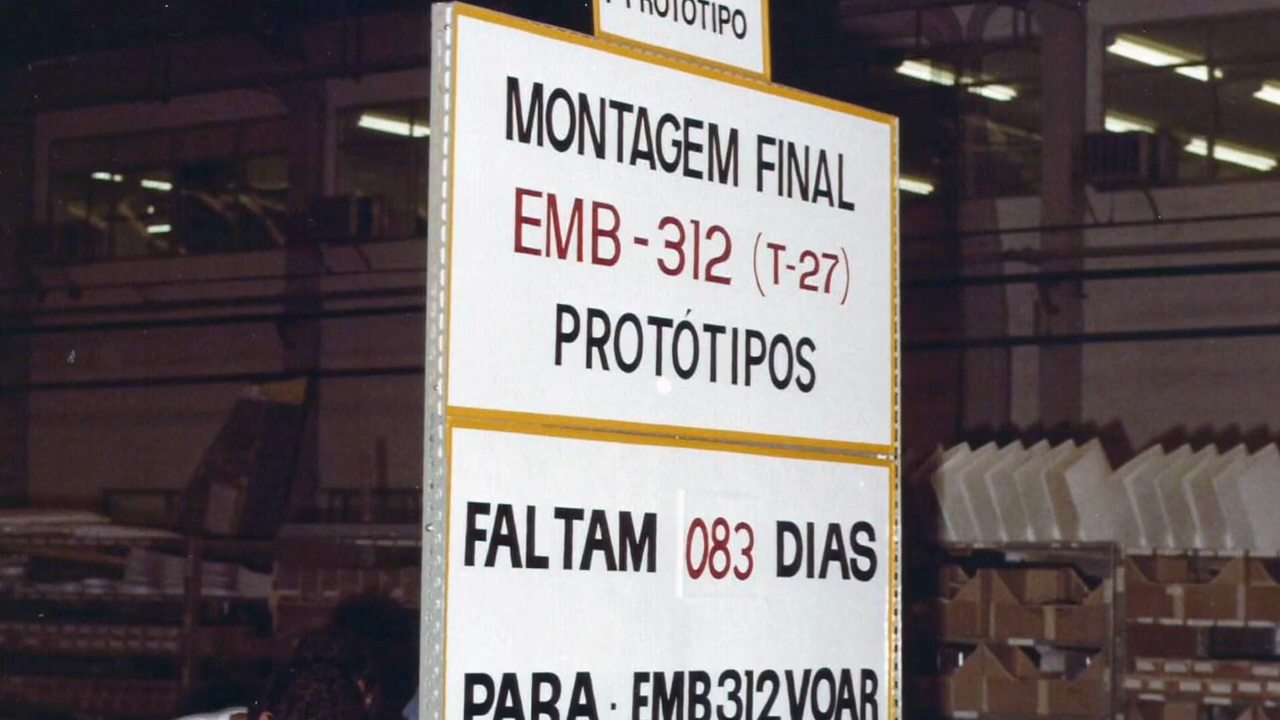 PROTÓTIPO
MONTAGEM FINAL
EMB-312 (T-27)
PROTÓTIPOS
FALTAM 083 DIAS
PARA · EMB312 VOAR